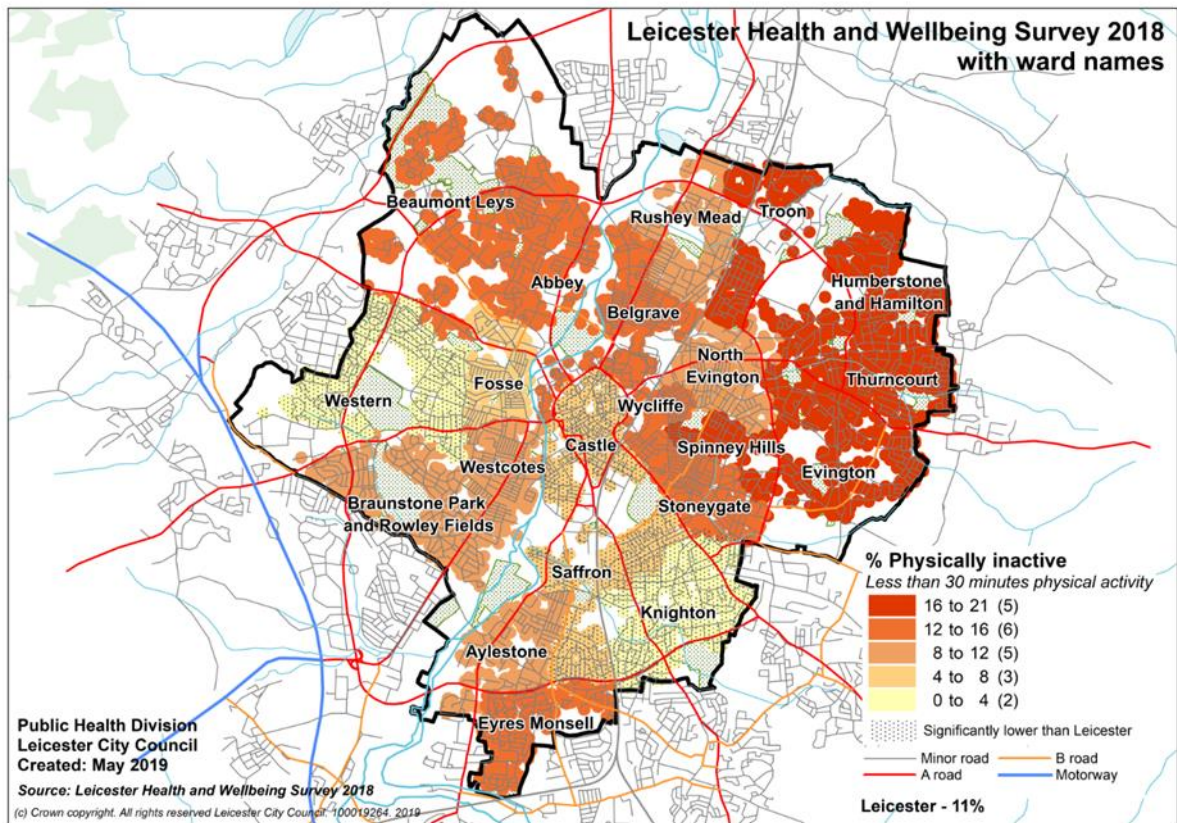 Leicester Health and Wellbeing Survey 2018
with ward names
Beaumont Leys
Rushey Mead
Troon
Abbey
Belgrave
Humberstone
and Hamilton
North
Evington
Thurncourt
Fosse
Western
Wycliffe
Castle
Spinney Hills
Evington
Westcotes
Braunstone Park
and Rowley Fields
Stoneygate
Saffron
Knighton
Aylestone
Eyres Monsell
% Physically inactive
Less than 30 minutes physical activity
16 to 21 (5)
12 to 16 (6)
8 to 12 (5)
4 to 8 (3)
0 to 4 (2)
Significantly lower than Leicester
Minor road
B road
A road
Motorway
Leicester - 11%
Public Health Division
Leicester City Council
Created: May 2019
Source: Leicester Health and Wellbeing Survey 2018
(c) Crown copyright. All rights reserved Leicester City Council. 100019264. 2019